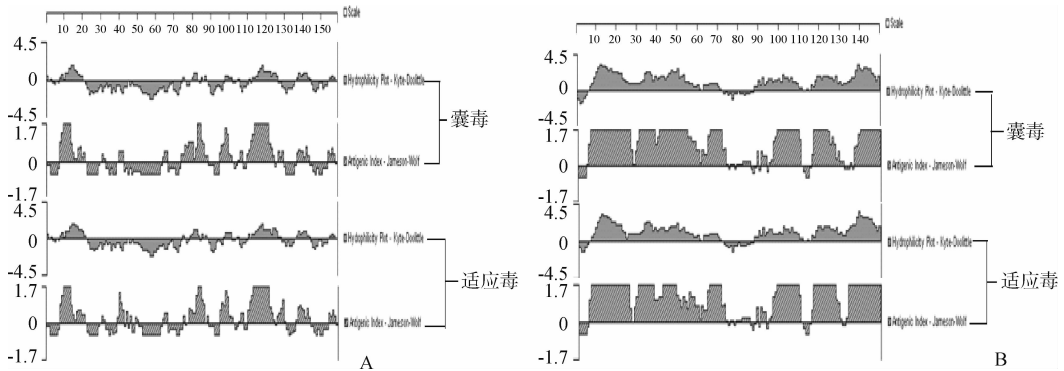 Scale
10 20 30 40 50 60 70 80 90 100 110 120 130 140 150
4.5
0
-4.5
Hydrophilicity Plot - Kyte-Doolittle
1.7
0
-1.7
Antigenic Index - Jameson-Wolf
囊毒
4.5
0
-4.5
Hydrophilicity Plot - Kyte-Doolittle
1.7
0
-1.7
Antigenic Index - Jameson-Wolf
适应毒
A
Scale
10 20 30 40 50 60 70 80 90 100 110 120 130 140
4.5
0
-4.5
Hydrophilicity Plot - Kyte-Doolittle
1.7
0
-1.7
Antigenic Index - Jameson-Wolf
囊毒
4.5
0
-4.5
Hydrophilicity Plot - Kyte-Doolittle
1.7
0
-1.7
Antigenic Index - Jameson-Wolf
适应毒
B